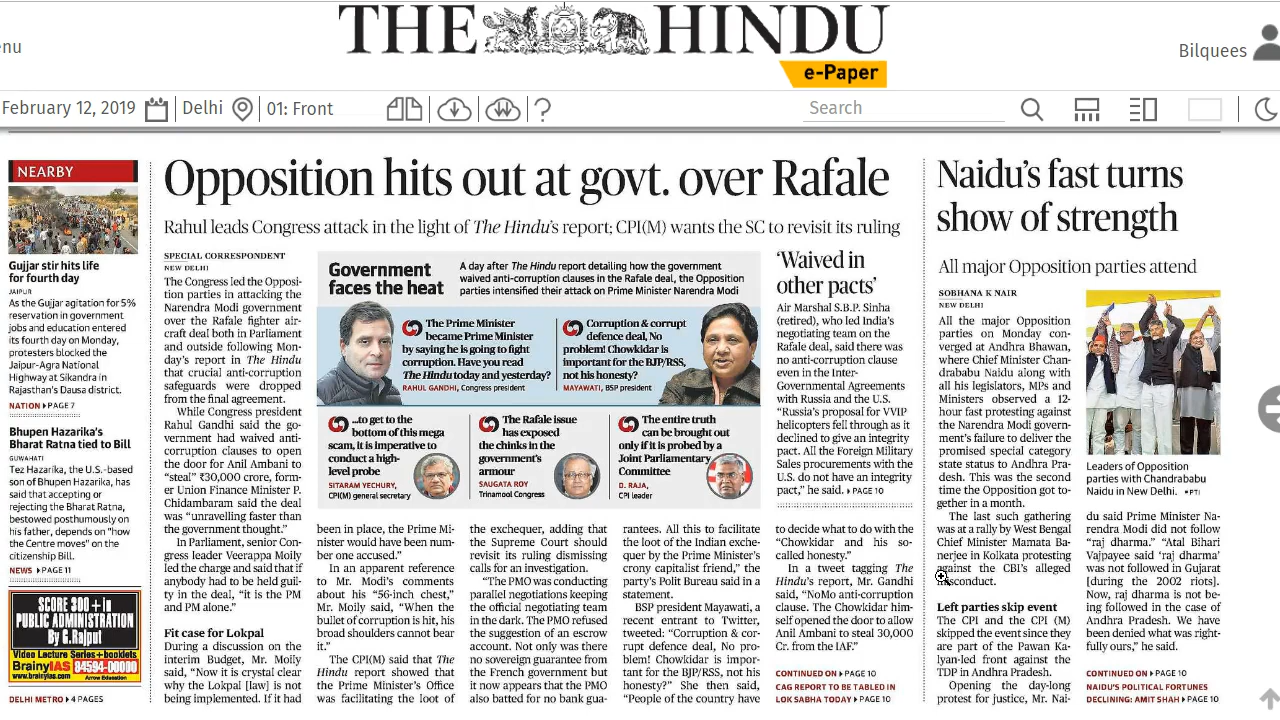 THE HINDU
e-Paper
enu
Bilquees
February 12, 2019
Delhi
01: Front
Search
NEARBY
Gujjar stir hits life
for fourth day
JAIPUR
As the Gujjar agitation for 5%
reservation in government
jobs and education entered
its fourth day on Monday,
protesters blocked the
Jaipur-Agra National
Highway at Sikandra in
Rajasthan's Dausa district.
NATION ▸ PAGE 7
Bhupen Hazarika's
Bharat Ratna tied to Bill
GUWAHATI
Tez Hazarika, the U.S.-based
son of Bhupen Hazarika, has
said that accepting or
rejecting the Bharat Ratna,
bestowed posthumously on
his father, depends on "how
the Centre moves" on the
citizenship Bill.
NEWS ▸ PAGE 11
SCORE 300 + in
PUBLIC ADMINISTRATION
By G.Rajput
Video Lecture Series+booklets
BrainyIAS 34594-00000
www.brainyias.com Arrow Education
DELHI METRO ▸ 4 PAGES
Opposition hits out at govt. over Rafale
Rahul leads Congress attack in the light of The Hindu's report; CPI(M) wants the SC to revisit its ruling
SPECIAL CORRESPONDENT
NEW DELHI
The Congress led the Opposi-
tion parties in attacking the
Narendra Modi government
over the Rafale fighter air-
craft deal both in Parliament
and outside following Mon-
day's report in The Hindu
that crucial anti-corruption
safeguards were dropped
from the final agreement.
While Congress president
Rahul Gandhi said the go-
vernment had waived anti-
corruption clauses to open
the door for Anil Ambani to
"steal" ₹30,000 crore, form-
er Union Finance Minister P.
Chidambaram said the deal
was "unravelling faster than
the government thought."
In Parliament, senior Con-
gress leader Veerappa Moily
led the charge and said that if
anybody had to be held guil-
ty in the deal, "it is the PM
and PM alone."
Fit case for Lokpal
During a discussion on the
interim Budget, Mr. Moily
said, "Now it is crystal clear
why the Lokpal [law] is not
being implemented. If it had
Government
faces the heat
A day after The Hindu report detailing how the government
waived anti-corruption clauses in the Rafale deal, the Opposition
parties intensified their attack on Prime Minister Narendra Modi
The Prime Minister
became Prime Minister
by saying he is going to fight
corruption. Have you read
The Hindu today and yesterday?
RAHUL GANDHI, Congress president
Corruption & corrupt
defence deal, No
problem! Chowkidar is
important for the BJP/RSS,
not his honesty?
MAYAWATI, BSP president
...to get to the
bottom of this mega
scam, it is imperative to
conduct a high-
level probe
SITARAM YECHURY,
CPI(M) general secretary
The Rafale issue
has exposed
the chinks in the
government's
armour
SAUGATA ROY
Trinamool Congress
The entire truth
can be brought out
only if it is probed by a
Joint Parliamentary
Committee
D. RAJA,
CPI leader
been in place, the Prime Mi-
nister would have been num-
ber one accused."
In an apparent reference
to Mr. Modi's comments
about his "56-inch chest,"
Mr. Moily said, "When the
bullet of corruption is hit, his
broad shoulders cannot bear
it."
The CPI(M) said that The
Hindu report showed that
the Prime Minister's Office
was facilitating the loot of
the exchequer, adding that
the Supreme Court should
revisit its ruling dismissing
calls for an investigation.
"The PMO was conducting
parallel negotiations keeping
the official negotiating team
in the dark. The PMO refused
the suggestion of an escrow
account. Not only was there
no sovereign guarantee from
the French government but
it now appears that the PMO
also batted for no bank gua-
rantees. All this to facilitate
the loot of the Indian exche-
quer by the Prime Minister's
crony capitalist friend," the
party's Polit Bureau said in a
statement.
BSP president Mayawati, a
recent entrant to Twitter,
tweeted: "Corruption & cor-
rupt defence deal, No pro-
blem! Chowkidar is impor-
tant for the BJP/RSS, not his
honesty?" She then said,
"People of the country have
'Waived in
other pacts'
Air Marshal S.B.P. Sinha
(retired), who led India's
negotiating team on the
Rafale deal, said there was
no anti-corruption clause
even in the Inter-
Governmental Agreements
with Russia and the U.S.
"Russia's proposal for VVIP
helicopters fell through as it
declined to give an integrity
pact. All the Foreign Military
Sales procurements with the
U.S. do not have an integrity
pact," he said. ▸ PAGE 10
to decide what to do with the
"Chowkidar and his so-
called honesty."
In a tweet tagging The
Hindu's report, Mr. Gandhi
said, "NoMo anti-corruption
clause. The Chowkidar him-
self opened the door to allow
Anil Ambani to steal 30,000
Cr. from the IAF."
CONTINUED ON ▸ PAGE 10
CAG REPORT TO BE TABLED IN
LOK SABHA TODAY ▸ PAGE 10
Naidu's fast turns
show of strength
All major Opposition parties attend
SOBHANA K NAIR
NEW DELHI
All the major Opposition
parties on Monday con-
verged at Andhra Bhawan,
where Chief Minister Chan-
drababu Naidu along with
all his legislators, MPs and
Ministers observed a 12-
hour fast protesting against
the Narendra Modi govern-
ment's failure to deliver the
promised special category
state status to Andhra Pra-
desh. This was the second
time the Opposition got to-
gether in a month.
The last such gathering
was at a rally by West Bengal
Chief Minister Mamata Ba-
nerjee in Kolkata protesting
against the CBI's alleged
misconduct.
Left parties skip event
The CPI and the CPI (M)
skipped the event since they
are part of the Pawan Ka-
lyan-led front against the
TDP in Andhra Pradesh.
Opening the day-long
protest for justice, Mr. Nai-
Leaders of Opposition
parties with Chandrababu
Naidu in New Delhi. ▪ PTI
du said Prime Minister Na-
rendra Modi did not follow
"raj dharma." "Atal Bihari
Vajpayee said 'raj dharma'
was not followed in Gujarat
[during the 2002 riots].
Now, raj dharma is not be-
ing followed in the case of
Andhra Pradesh. We have
been denied what was right-
fully ours," he said.
CONTINUED ON ▸ PAGE 10
NAIDU'S POLITICAL FORTUNES
DECLINING: AMIT SHAH ▸ PAGE 10